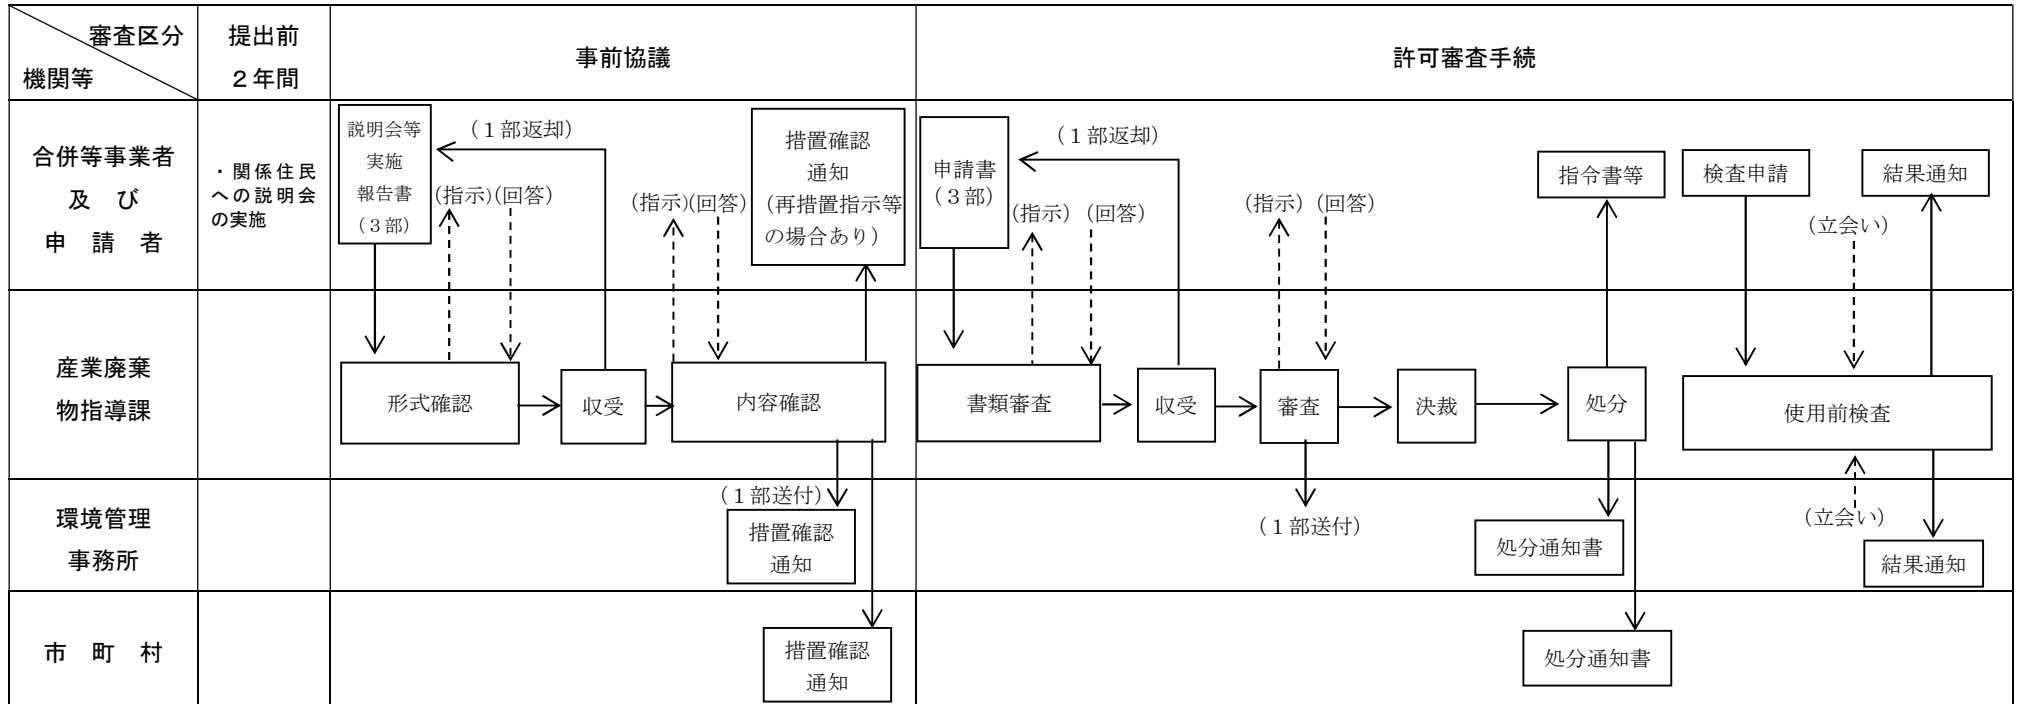 審査区分
機関等
提出前
２年間
事前協議
許可審査手続
合併等事業者
及　び
申　請　者
・関係住民
への説明会
の実施
説明会等
実施
報告書
（３部）
（１部返却）
(指示)(回答)
(指示)(回答)
措置確認
通知
（再措置指示等
の場合あり）
申請書
（３部）
（１部返却）
(指示) (回答)
(指示) (回答)
指令書等
検査申請
結果通知
(立会い)
産業廃棄
物指導課
形式確認
収受
内容確認
書類審査
収受
審査
決裁
処分
使用前検査
環境管理
事務所
（１部送付）
措置確認
通知
（１部送付）
処分通知書
(立会い)
結果通知
市　町　村
措置確認
通知
処分通知書